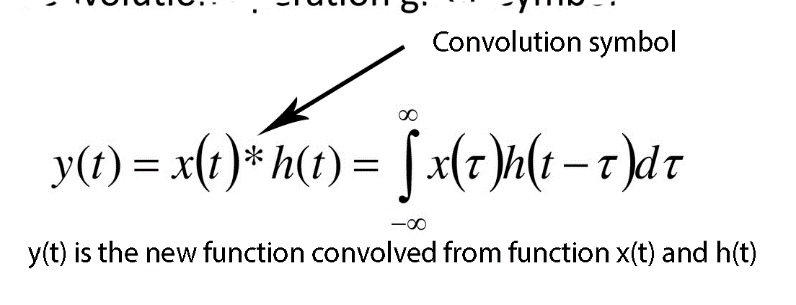 Convolution symbol
y(t) = x(t)* h(t) = ∫_{-∞}^{∞} x(τ)h(t − τ)dτ
y(t) is the new function convolved from function x(t) and h(t)